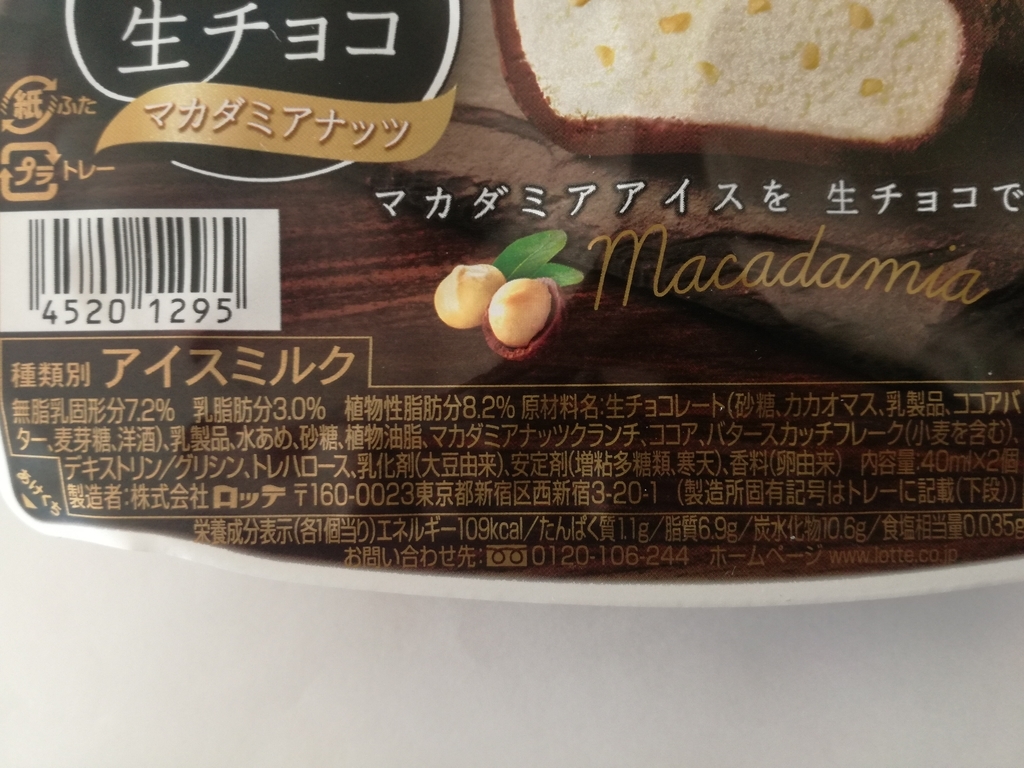 生チョコ
マカダミアナッツ
紙 ふた
プラ トレー
マカダミアアイスを 生チョコで
Macadamia
4520 1295
種類別 アイスミルク
無脂乳固形分7.2% 乳脂肪分3.0% 植物性脂肪分8.2% 原材料名:生チョコレート(砂糖、カカオマス、乳製品、ココアバ
ター、麦芽糖、洋酒)、乳製品、水あめ、砂糖、植物油脂、マカダミアナッツクランチ、ココア、バタースカッチフレーク(小麦を含む)、
デキストリン/グリシン、トレハロース、乳化剤(大豆由来)、安定剤(増粘多糖類、寒天)、香料(卵由来) 内容量:40ml×2個
あけくち
製造者:株式会社ロッテ 〒160-0023東京都新宿区西新宿3-20-1 (製造所固有記号はトレーに記載(下段))
栄養成分表示(各1個当り)エネルギー109kcal/たんぱく質1.1g/脂質6.9g/炭水化物10.6g/食塩相当量0.035g
お問い合わせ先:0120-106-244 ホームページ www.lotte.co.jp